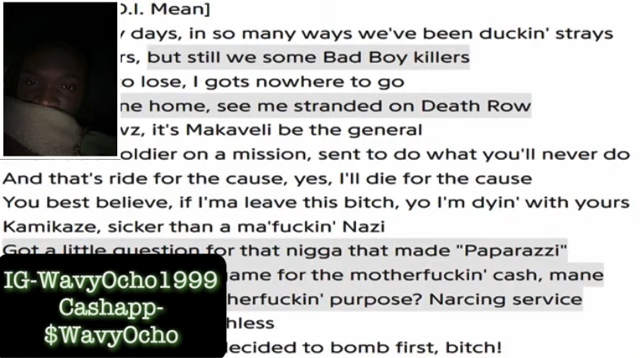 O.I. Mean]
days, in so many ways we've been duckin' strays
rs, but still we some Bad Boy killers
o lose, I gots nowhere to go
ne home, see me stranded on Death Row
wz, it's Makaveli be the general
oldier on a mission, sent to do what you'll never do
And that's ride for the cause, yes, I'll die for the cause
You best believe, if I'ma leave this bitch, yo I'm dyin' with yours
Kamikaze, sicker than a ma'fuckin' Nazi
Got a little question for that nigga that made "Paparazzi"
game for the motherfuckin' cash, mane
herfuckin' purpose? Narcing service
hless
decided to bomb first, bitch!
IG-WavyOcho1999
Cashapp-
$WavyOcho